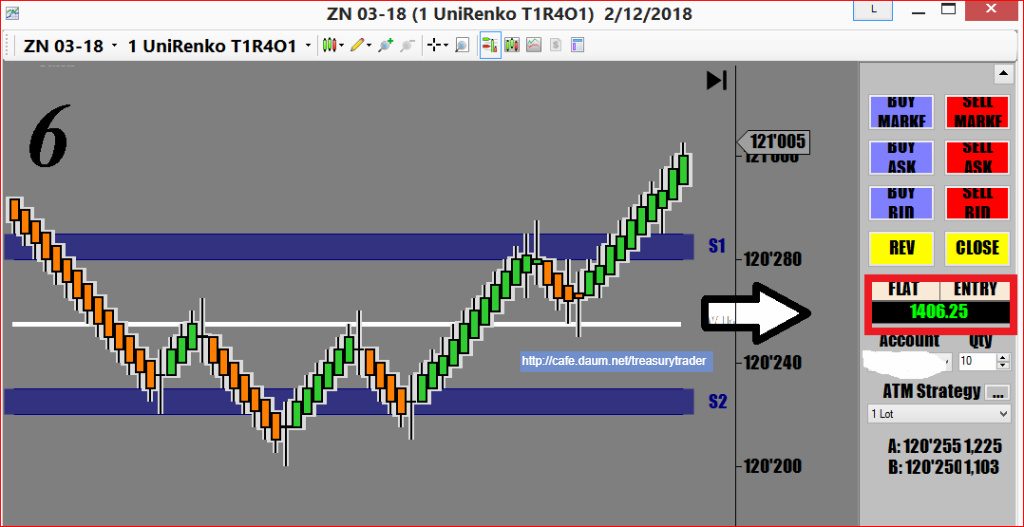 ZN 03-18 (1 UniRenko T1R4O1) 2/12/2018
L
ZN 03-18 1 UniRenko T1R4O1
6
121'005
S1
120'280
http://cafe.daum.net/treasurytrader
120'240
S2
120'200
BUY MARKE
SELL MARKE
BUY ASK
SELL ASK
BUY BID
SELL BID
REV
CLOSE
FLAT ENTRY
1406.25
Account Qty
10
ATM Strategy ...
1 Lot
A: 120'255 1,225
B: 120'250 1,103